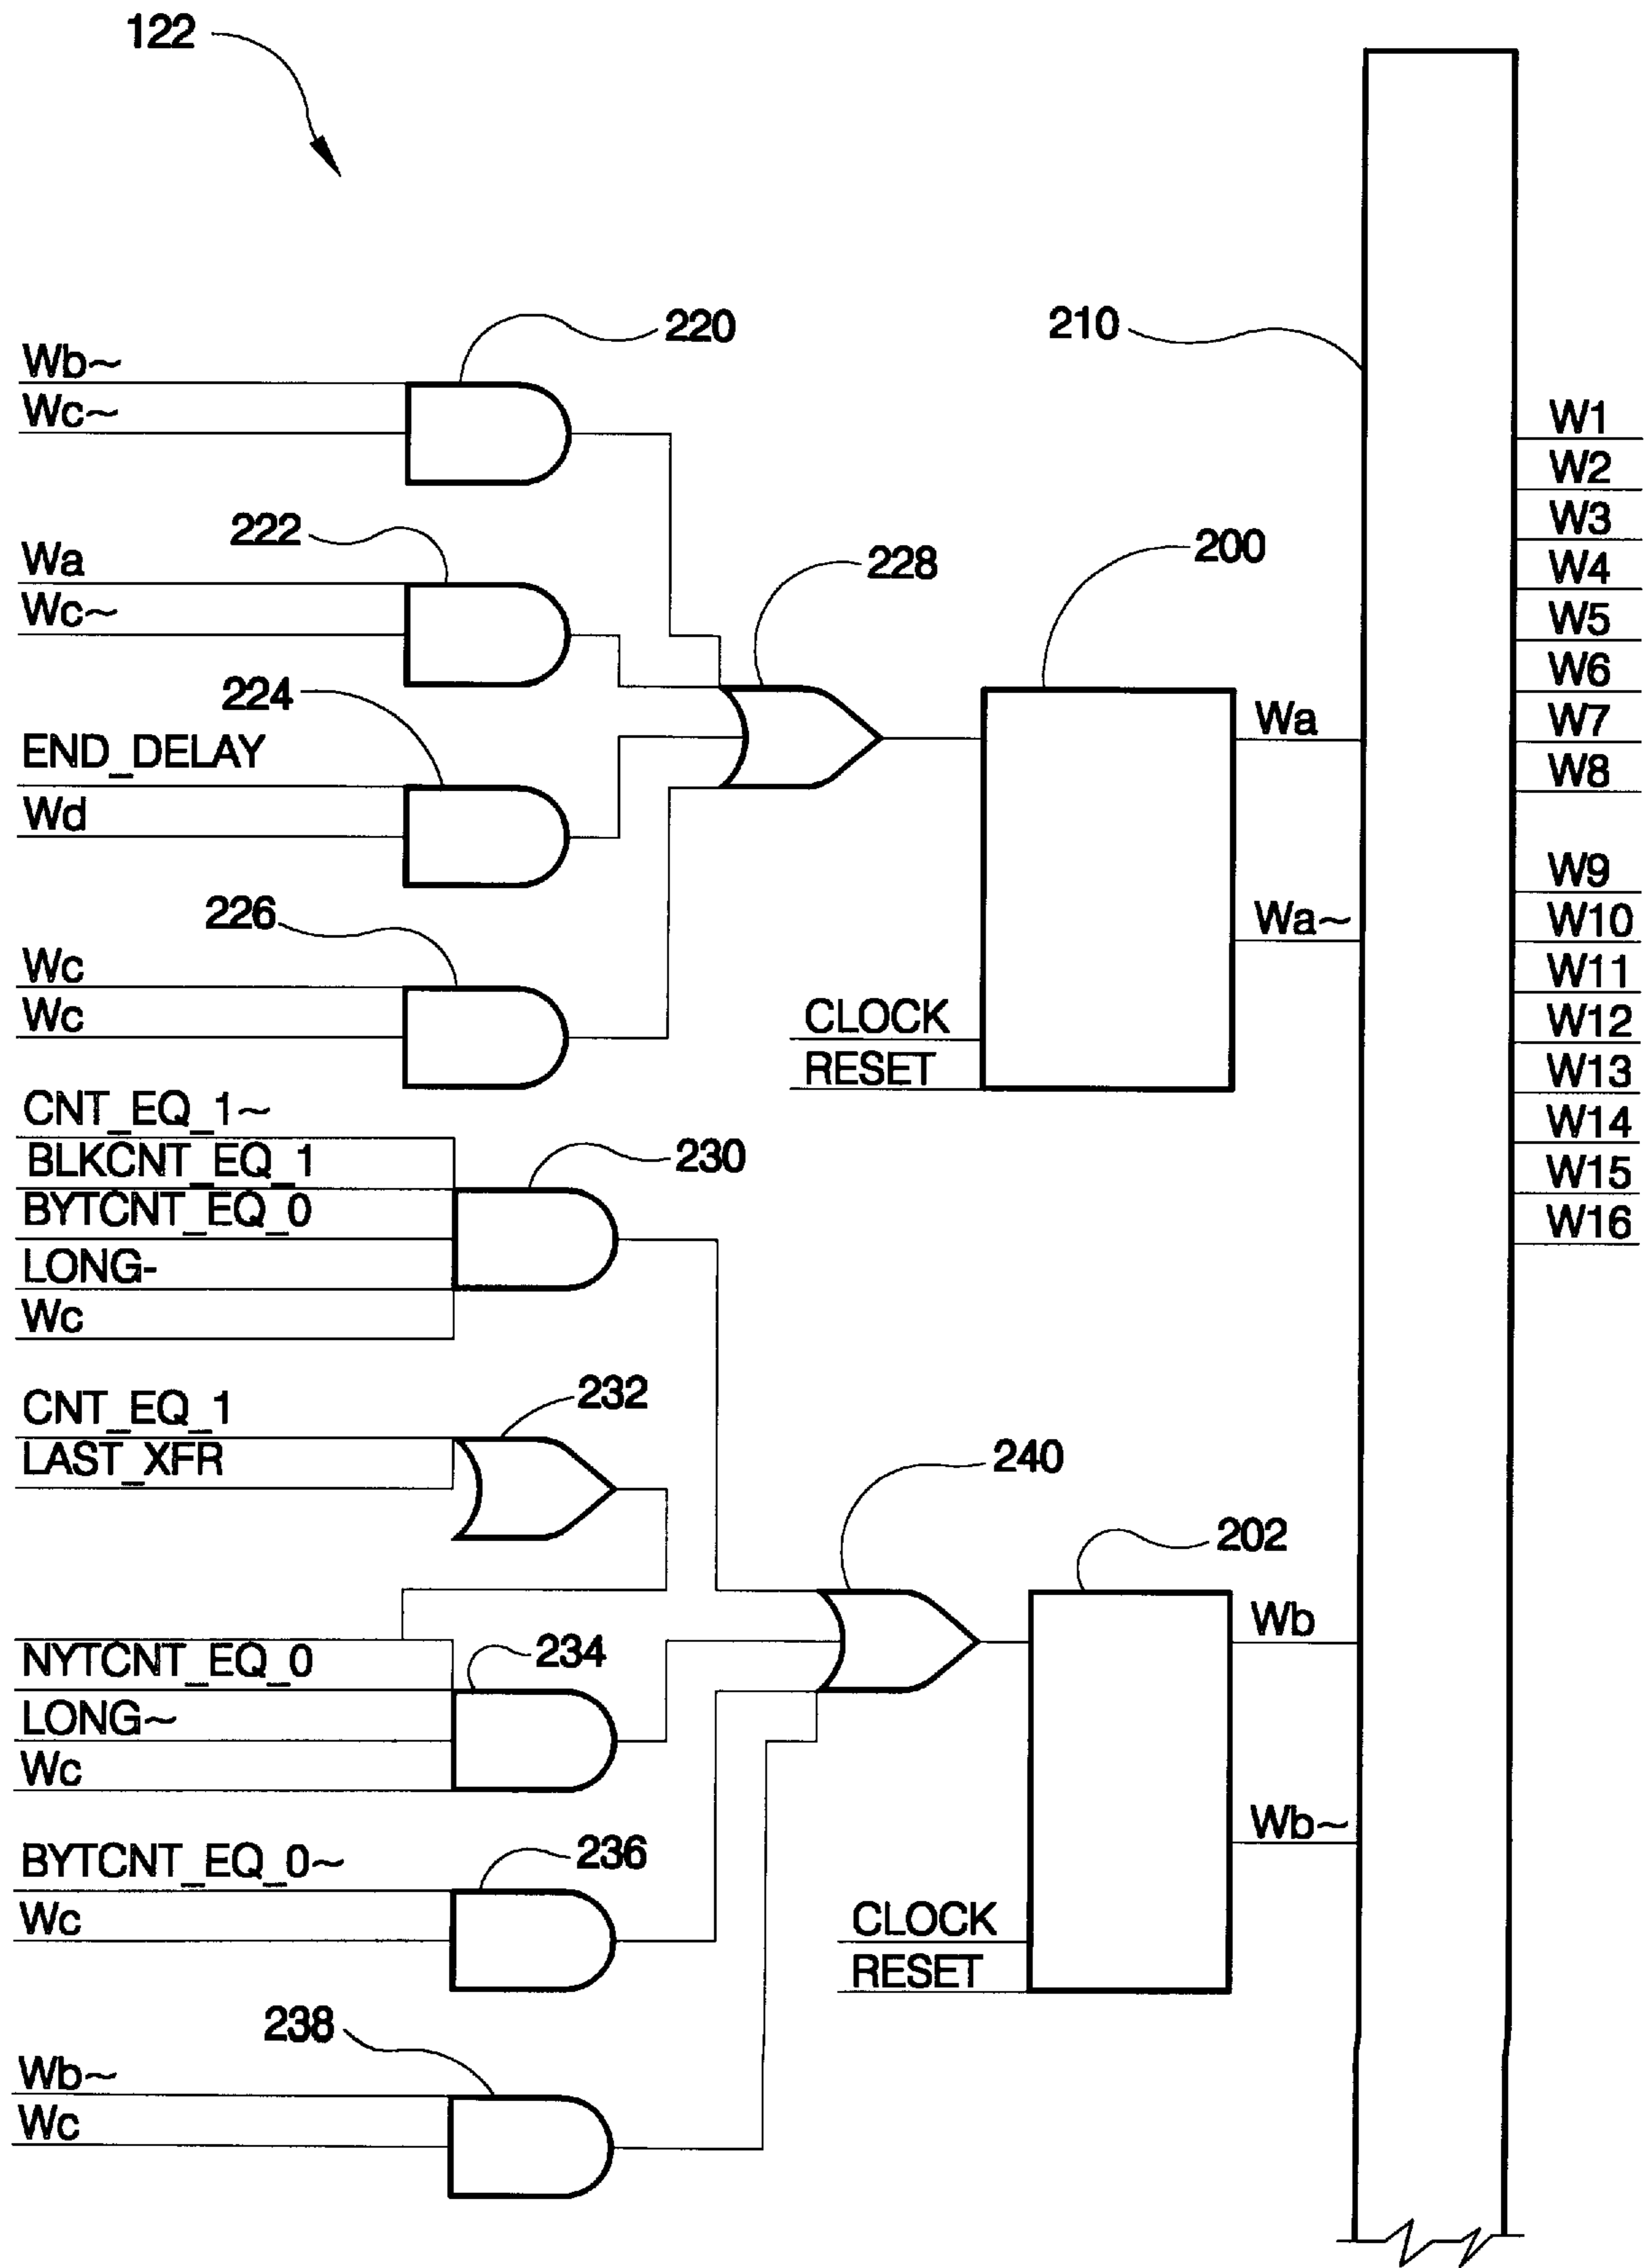 122
220
Wb~
Wc~
222
Wa
Wc~
224
END_DELAY
Wd
226
Wc
Wc
228
200
Wa
Wa~
CLOCK
RESET
210
W1
W2
W3
W4
W5
W6
W7
W8
W9
W10
W11
W12
W13
W14
W15
W16
CNT_EQ_1~
BLKCNT_EQ_1
BYTCNT_EQ_0
LONG-
Wc
230
CNT_EQ_1
LAST_XFR
232
240
202
Wb
Wb~
CLOCK
RESET
NYTCNT_EQ_0
LONG~
Wc
234
BYTCNT_EQ_0~
Wc
236
238
Wb~
Wc